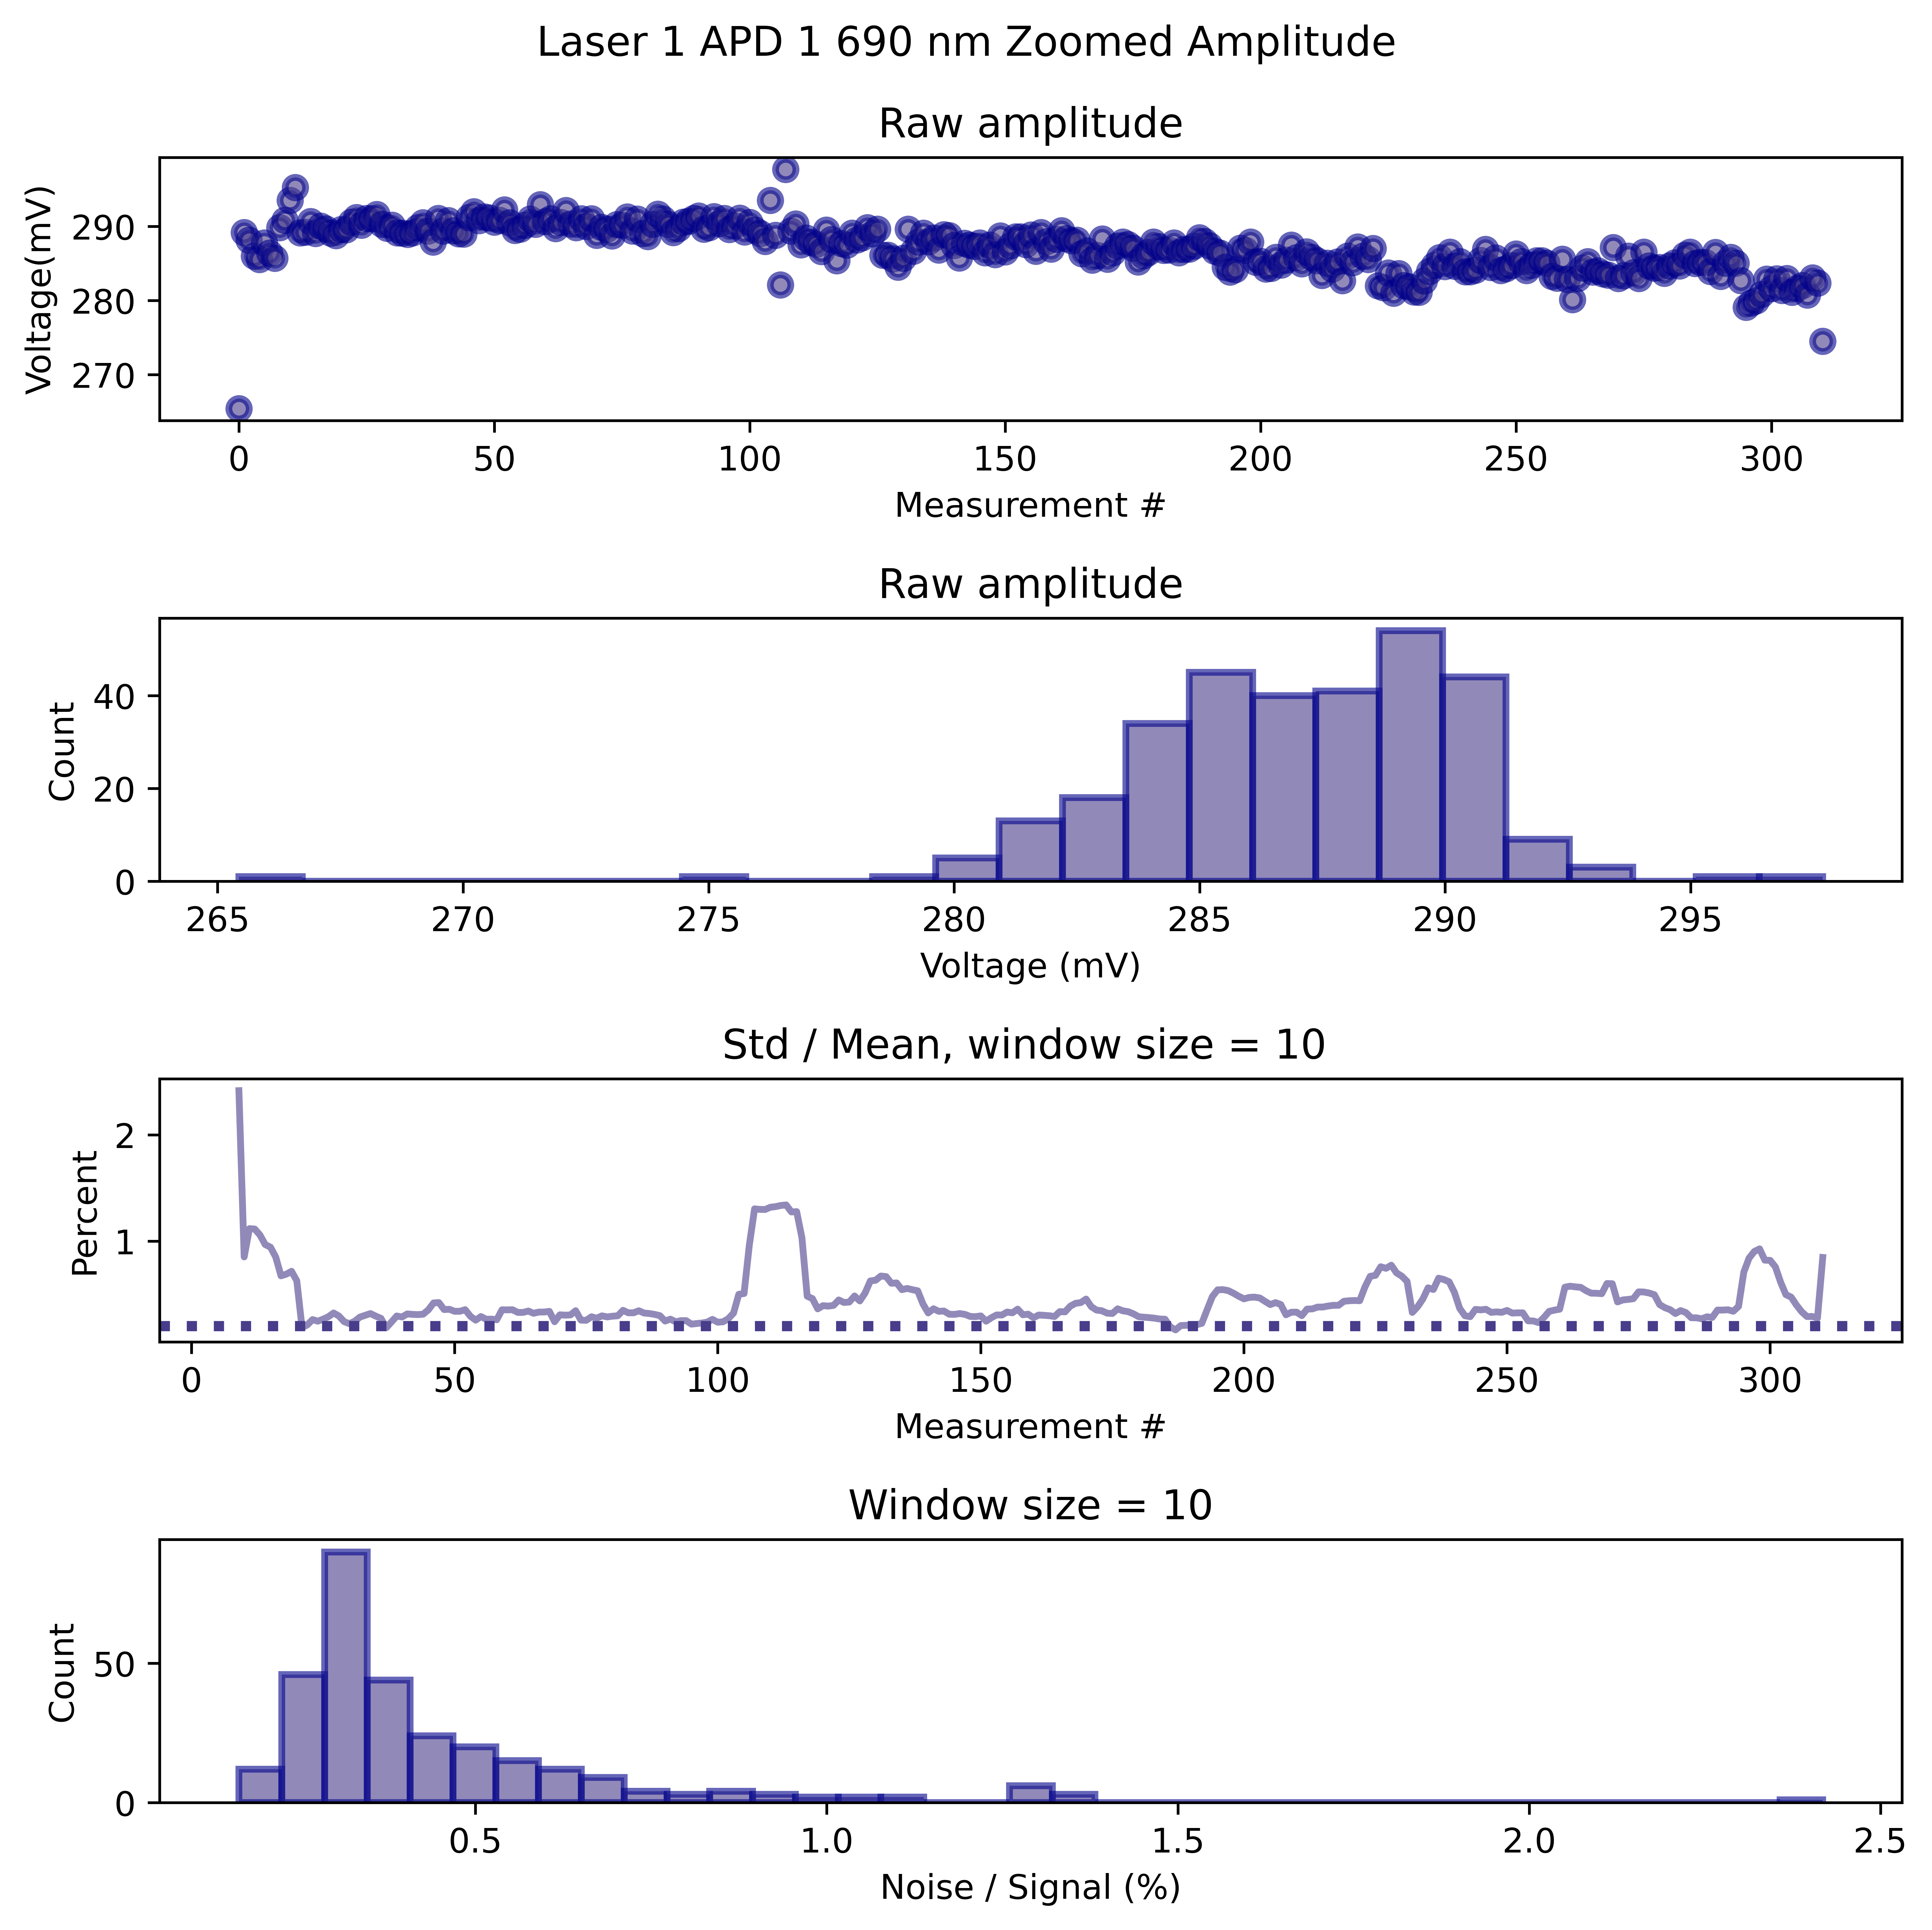 Laser 1 APD 1 690 nm Zoomed Amplitude
Raw amplitude
Voltage(mV)
290
280
270
0 50 100 150 200 250 300
Measurement #
Raw amplitude
Count
40
20
0
265 270 275 280 285 290 295
Voltage (mV)
Std / Mean, window size = 10
Percent
2
1
0 50 100 150 200 250 300
Measurement #
Window size = 10
Count
50
0
0.5 1.0 1.5 2.0 2.5
Noise / Signal (%)